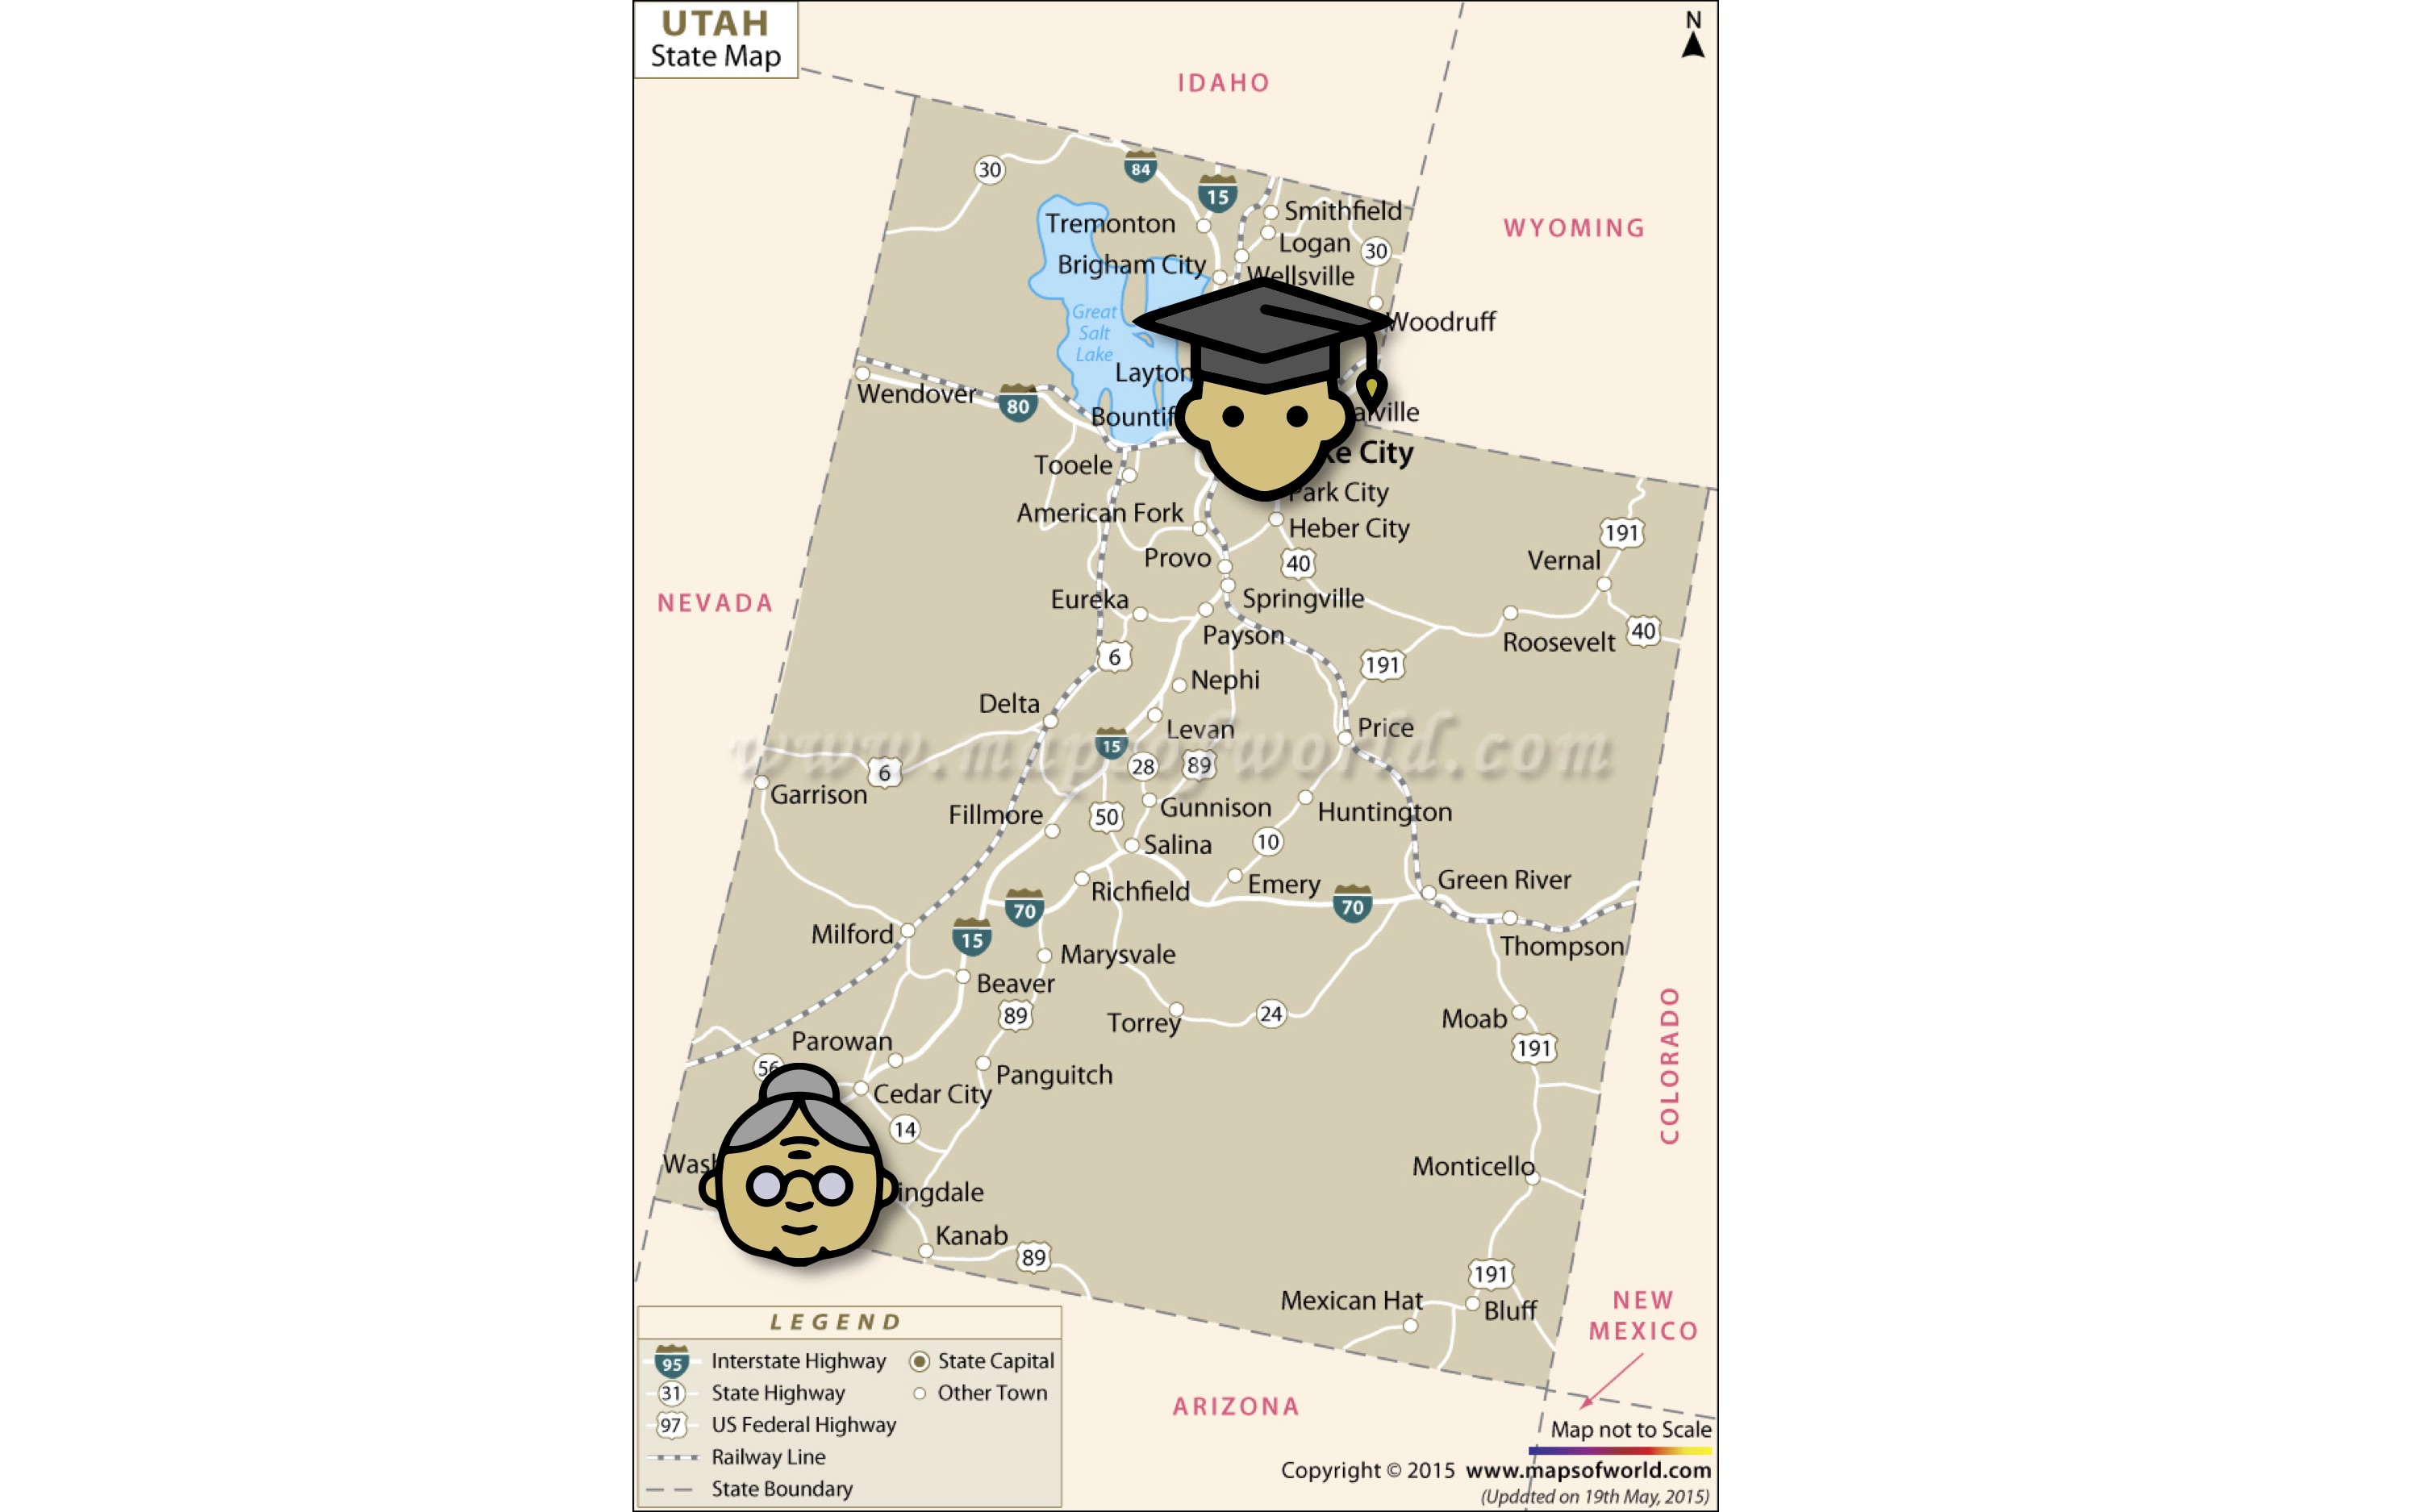 UTAH
State Map
N
IDAHO
WYOMING
NEVADA
COLORADO
NEW
MEXICO
ARIZONA
30
84
15
Smithfield
Tremonton
Logan
30
Brigham City
Wellsville
Woodruff
Great
Salt
Lake
Layton
Wendover
80
Bountif
alville
ke City
Tooele
Park City
American Fork
Heber City
191
Provo
40
Vernal
Eureka
Springville
Payson
Roosevelt
40
6
191
Nephi
Delta
Levan
Price
15
www.mapsofworld.com
28
89
6
Garrison
Fillmore
50
Gunnison
Huntington
Salina
10
Richfield
Emery
Green River
70
70
Milford
15
Thompson
Marysvale
Beaver
89
Torrey
24
Moab
191
Parowan
56
Panguitch
Cedar City
14
Wash
ingdale
Monticello
Kanab
89
191
Mexican Hat
Bluff
LEGEND
95 Interstate Highway
State Capital
31 State Highway
Other Town
97 US Federal Highway
Railway Line
State Boundary
Map not to Scale
Copyright © 2015 www.mapsofworld.com
(Updated on 19th May, 2015)